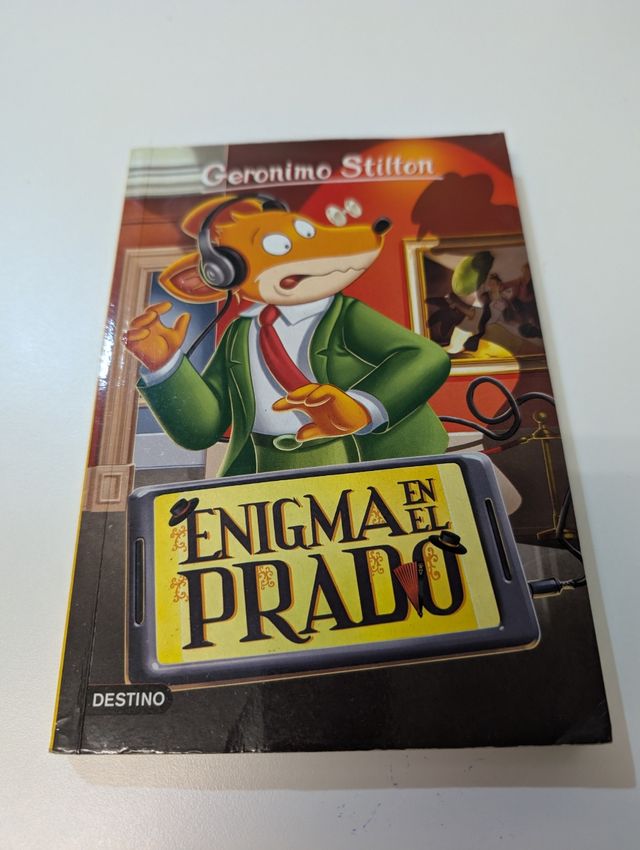 Geronimo Stilton
ENIGMA EN EL
PRADO
DESTINO